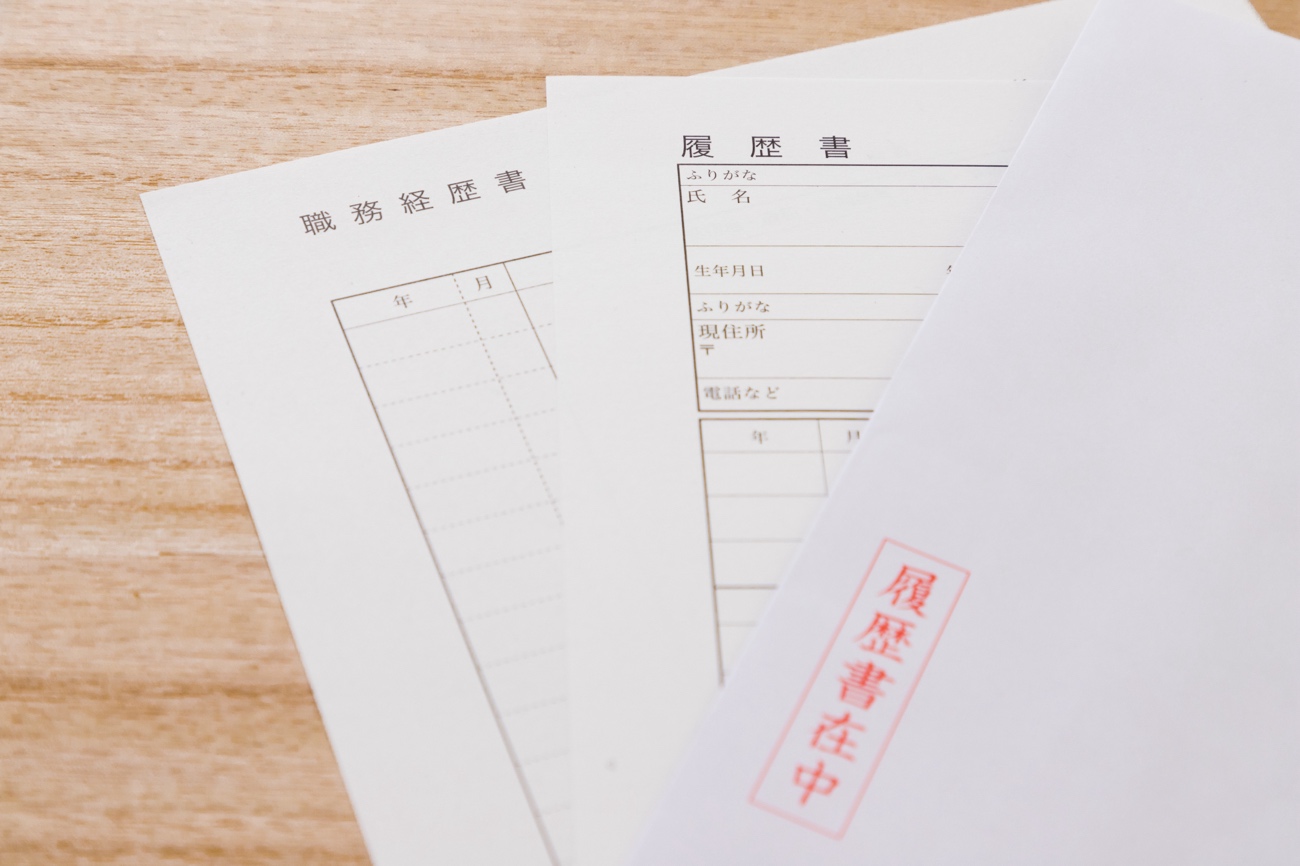 職務経歴書
年 月
履歴書
ふりがな
氏 名
生年月日
ふりがな
現住所
〒
電話など
年 月
履歴書在中